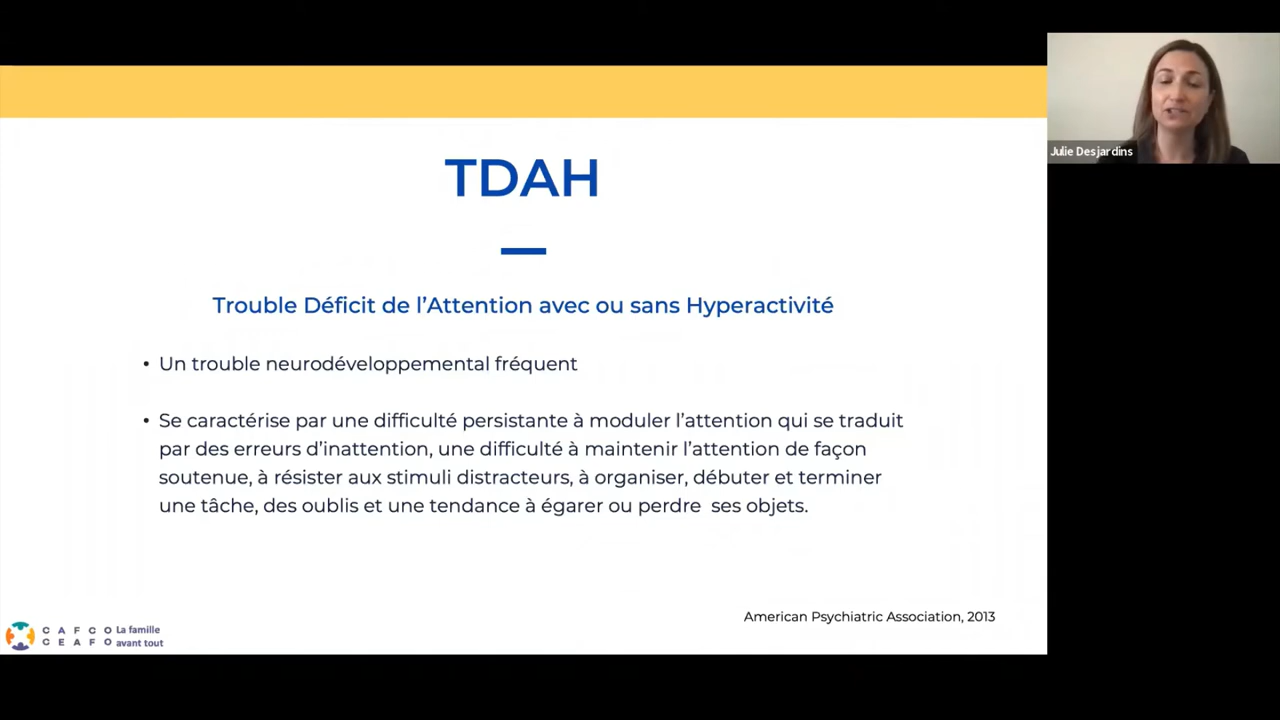 TDAH
Trouble Déficit de l'Attention avec ou sans Hyperactivité
• Un trouble neurodéveloppemental fréquent
• Se caractérise par une difficulté persistante à moduler l'attention qui se traduit
par des erreurs d'inattention, une difficulté à maintenir l'attention de façon
soutenue, à résister aux stimuli distracteurs, à organiser, débuter et terminer
une tâche, des oublis et une tendance à égarer ou perdre  ses objets.
American Psychiatric Association, 2013
CAFCO La famille
CEAFO avant tout
Julie Desjardins